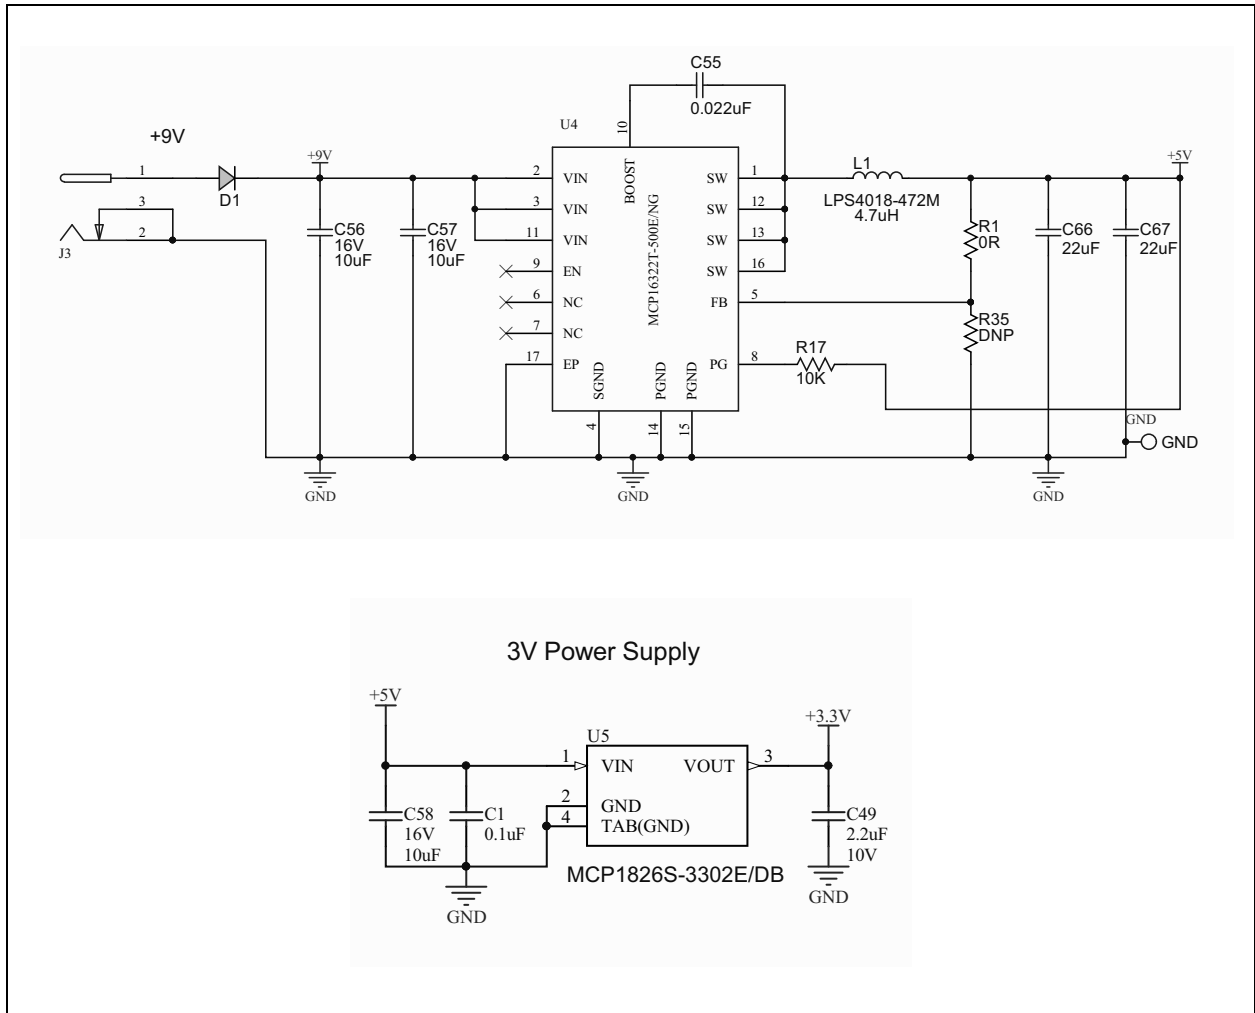 C55
0.022uF
+9V
U4
10
+9V
+5V
1
D1
3
2
J3
C56
16V
10uF
C57
16V
10uF
2
VIN
3
VIN
11
VIN
9
EN
6
NC
7
NC
17
EP
BOOST
MCP16322T-500E/NG
SGND
4
PGND
14
PGND
15
SW
1
SW
12
SW
13
SW
16
FB
5
PG
8
L1
LPS4018-472M
4.7uH
R1
0R
R35
DNP
R17
10K
C66
22uF
C67
22uF
GND
GND
GND
GND
GND
3V Power Supply
+5V
+3.3V
U5
1
VIN
VOUT
3
2
GND
4
TAB(GND)
C58
16V
10uF
C1
0.1uF
C49
2.2uF
10V
MCP1826S-3302E/DB
GND
GND